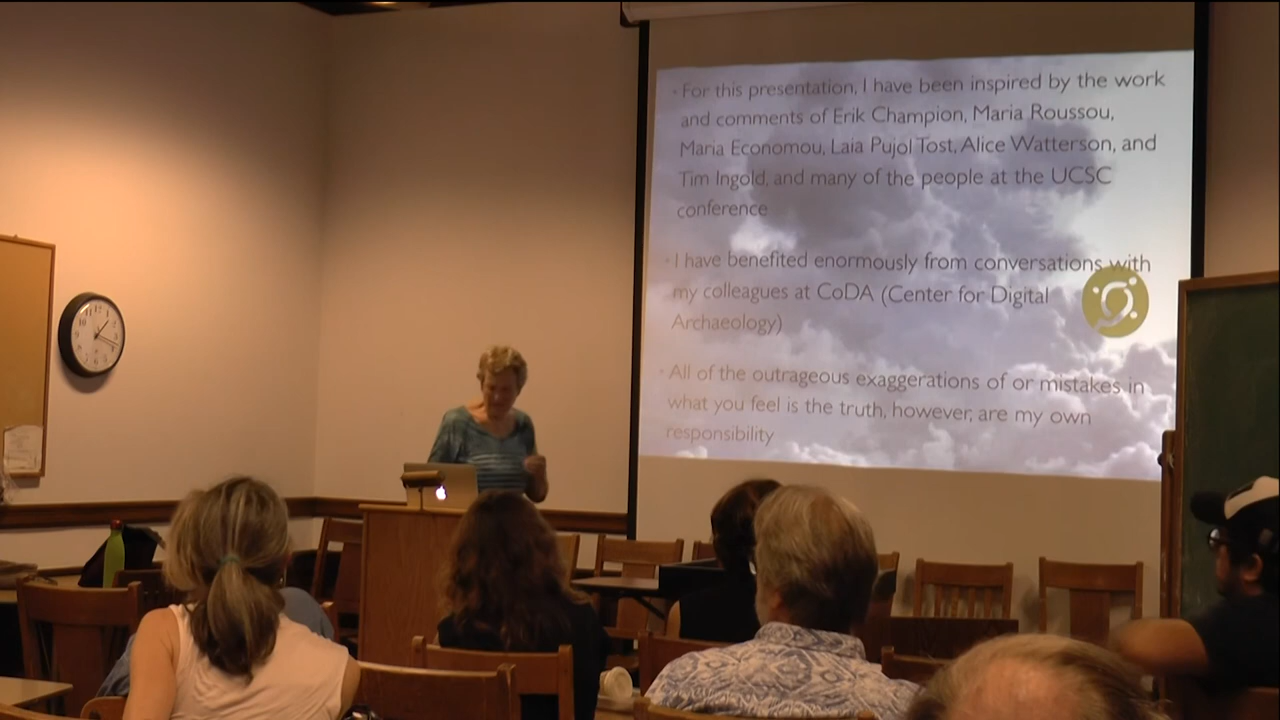 • For this presentation, I have been inspired by the work
and comments of Erik Champion, Maria Roussou,
Maria Economou, Laia Pujol Tost, Alice Watterson, and
Tim Ingold, and many of the people at the UCSC
conference
• I have benefited enormously from conversations with
my colleagues at CoDA (Center for Digital
Archaeology)
• All of the outrageous exaggerations of or mistakes in
what you feel is the truth, however, are my own
responsibility